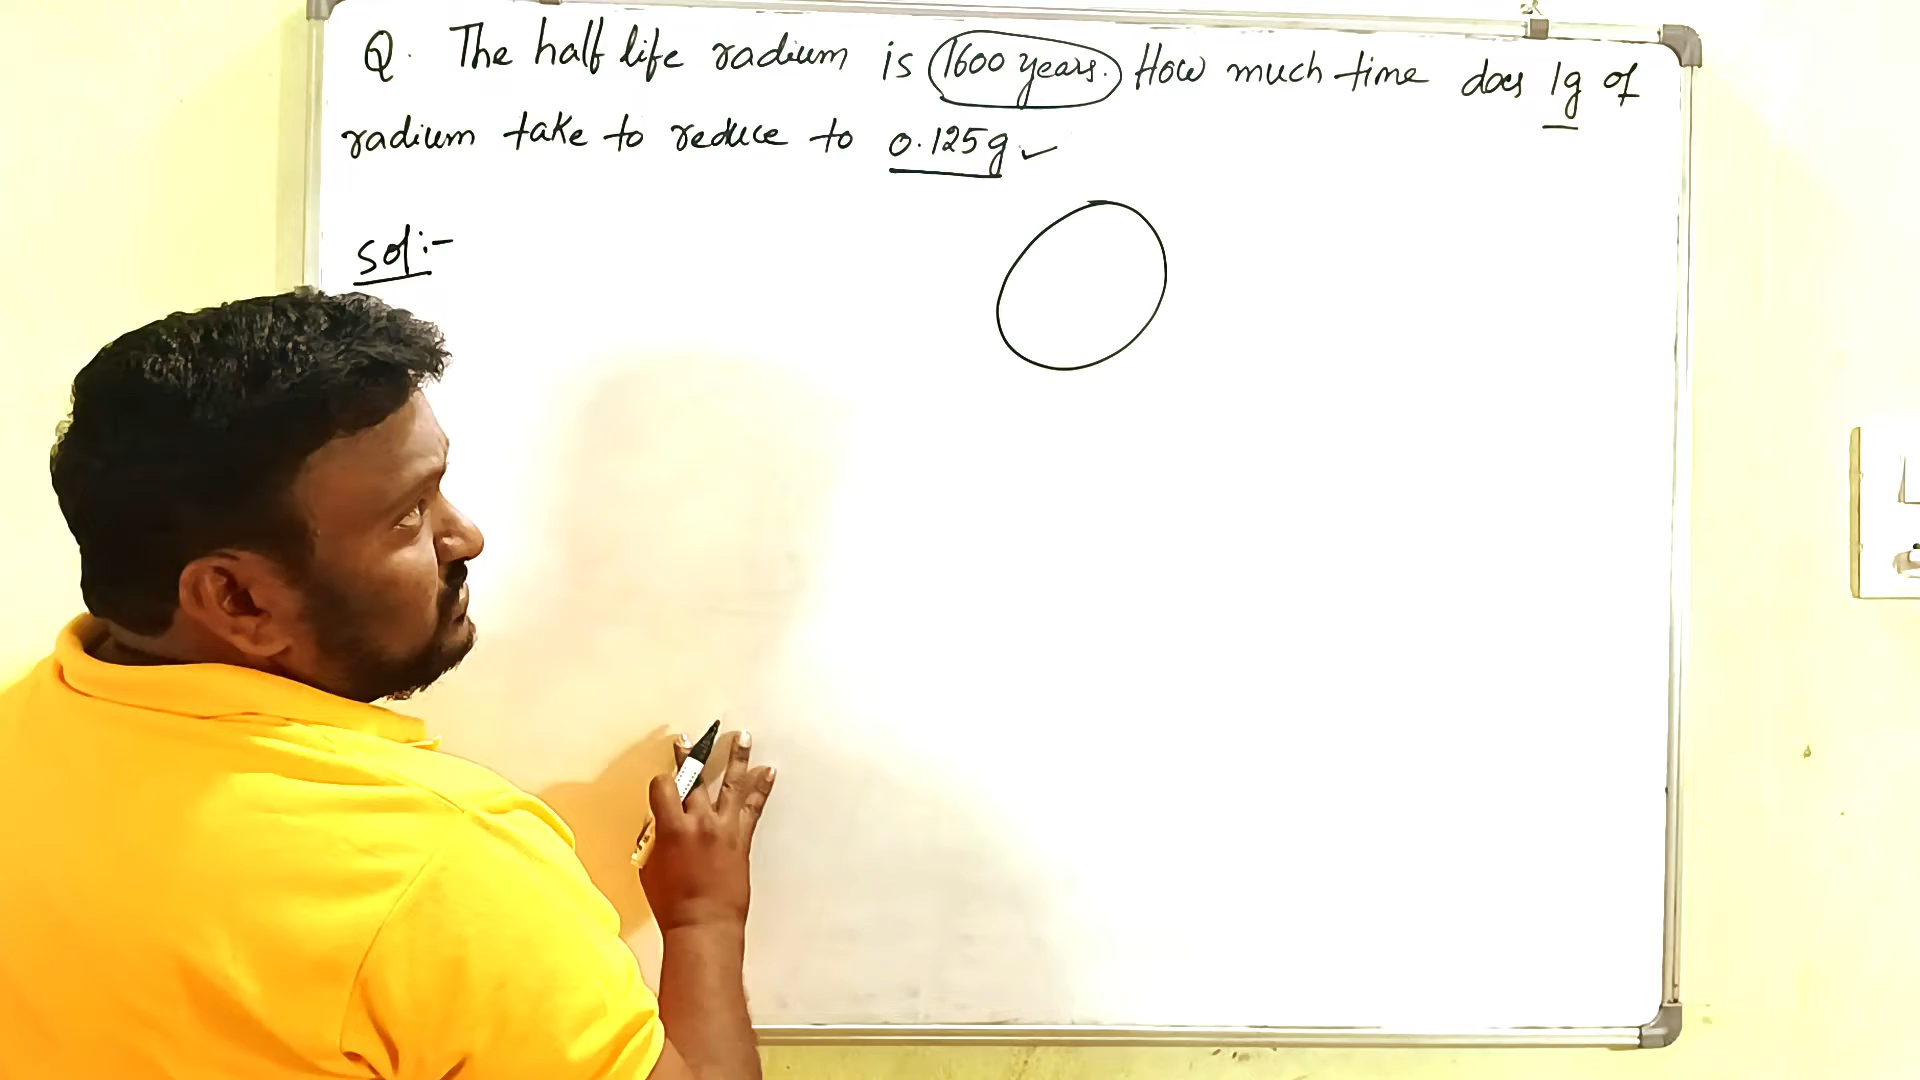 Q. The half life radium is 1600 years. How much time does 1g of
radium take to reduce to 0.125g
Sol:-